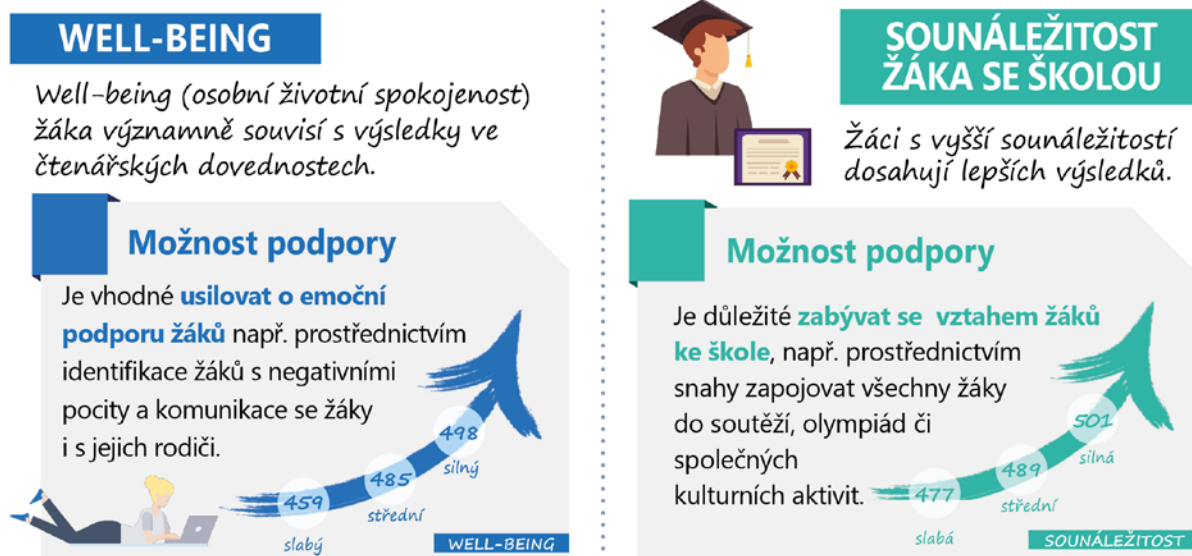 WELL-BEING
Well-being (osobní životní spokojenost)
žáka významně souvisí s výsledky ve
čtenářských dovednostech.
Možnost podpory
Je vhodné usilovat o emoční
podporu žáků např. prostřednictvím
identifikace žáků s negativními
pocity a komunikace se žáky
i s jejich rodiči.
498
silný
485
střední
459
slabý
WELL-BEING
SOUNÁLEŽITOST
ŽÁKA SE ŠKOLOU
Žáci s vyšší sounáležitostí
dosahují lepších výsledků.
Možnost podpory
Je důležité zabývat se vztahem žáků
ke škole, např. prostřednictvím
snahy zapojovat všechny žáky
do soutěží, olympiád či
společných
kulturních aktivit.
501
silná
489
střední
477
slabá
SOUNÁLEŽITOST